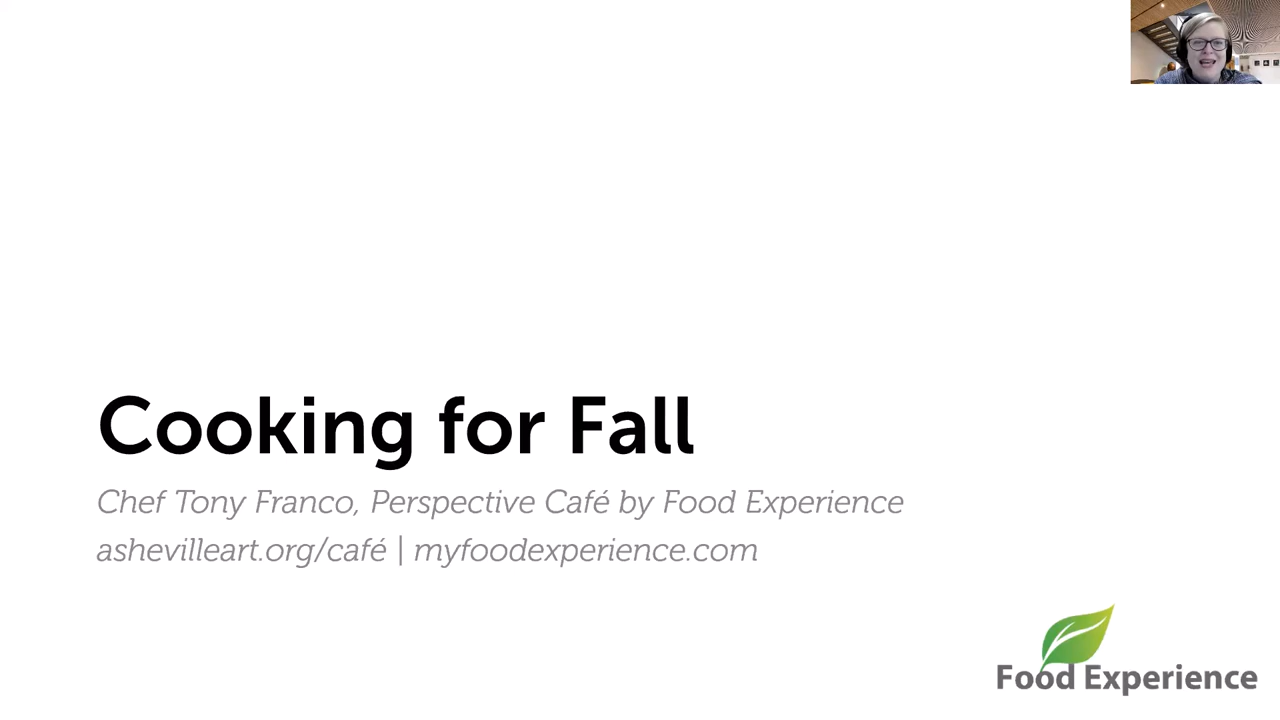 Cooking for Fall
Chef Tony Franco, Perspective Café by Food Experience
ashevilleart.org/café | myfoodexperience.com
Food Experience